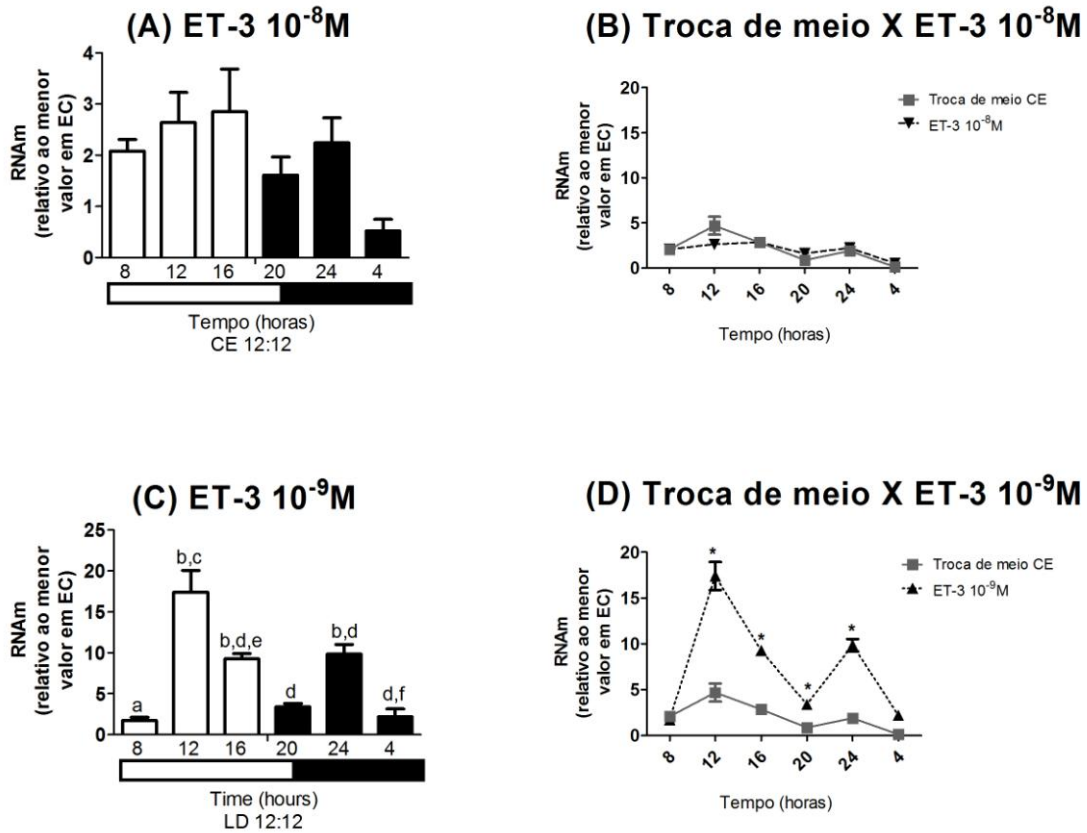 (A) ET-3 10⁻⁸M
RNAm
(relativo ao menor
valor em EC)
4
3
2
1
0
8 12 16 20 24 4
Tempo (horas)
CE 12:12
(B) Troca de meio X ET-3 10⁻⁸M
RNAm
(relativo ao menor
valor em EC)
20
15
10
5
0
Troca de meio CE
ET-3 10⁻⁸M
8 12 16 20 24 4
Tempo (horas)
(C) ET-3 10⁻⁹M
RNAm
(relativo ao menor
valor em EC)
25
20
15
10
5
0
a b,c b,d,e d b,d d,f
8 12 16 20 24 4
Time (hours)
LD 12:12
(D) Troca de meio X ET-3 10⁻⁹M
RNAm
(relativo ao menor
valor em EC)
20
15
10
5
0
* * * *
Troca de meio CE
ET-3 10⁻⁹M
8 12 16 20 24 4
Tempo (horas)